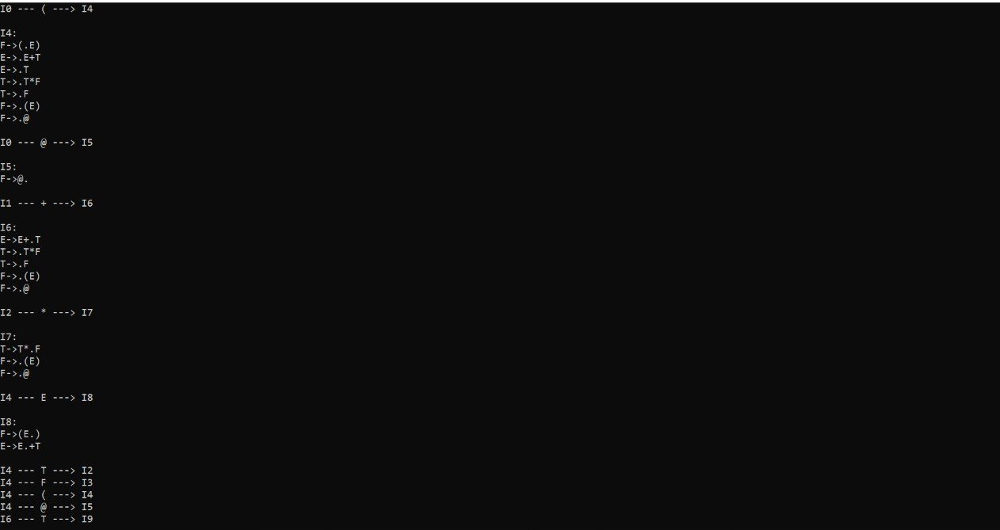 I0 --- ( ---> I4
I4:
F->(.E)
E->.E+T
E->.T
T->.T*F
T->.F
F->.(E)
F->.@
I0 --- @ ---> I5
I5:
F->@.
I1 --- + ---> I6
I6:
E->E+.T
T->.T*F
T->.F
F->.(E)
F->.@
I2 --- * ---> I7
I7:
T->T*.F
F->.(E)
F->.@
I4 --- E ---> I8
I8:
F->(E.)
E->E.+T
I4 --- T ---> I2
I4 --- F ---> I3
I4 --- ( ---> I4
I4 --- @ ---> I5
I6 --- T ---> I9